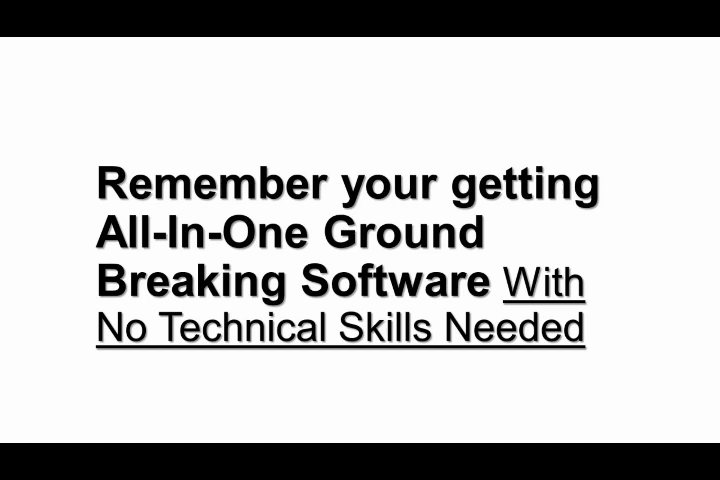 Remember your getting
All-In-One Ground
Breaking Software With
No Technical Skills Needed